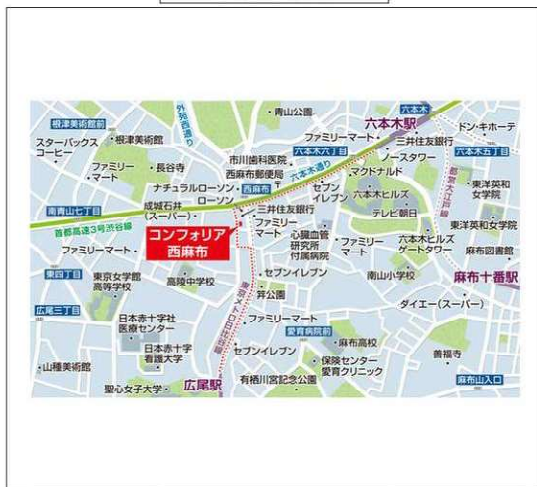 青山公園
六本木
六本木駅
ドン・キホーテ
根津美術館前
外苑西通り
ファミリーマート
スターバックス
コーヒー
根津美術館
市川歯科医院
六本木六丁目
三井住友銀行
六本木五丁目
ファミリー
マート
長谷寺
西麻布郵便局
六本木通り
ノースタワー
マクドナルド
都営大江戸線
ナチュラルローソン
西麻布
セブン
イレブン
六本木ヒルズ
東洋英和
女学院
ローソン
成城石井
(スーパー)
三井住友銀行
テレビ朝日
南青山七丁目
首都高速3号渋谷線
コンフォリア
西麻布
ファミリー
マート
心臓血管
研究所
付属病院
ファミリー
マート
六本木ヒルズ
ゲートタワー
東洋英和女学院
麻布図書館
ファミリーマート
東四丁目
東京女学館
高等学校
高陵中学校
セブンイレブン
南山小学校
麻布十番駅
笄公園
東京メトロ日比谷線
ダイエー(スーパー)
広尾三丁目
日本赤十字社
医療センター
ファミリーマート
愛育病院前
日本赤十字
看護大学
麻布高校
善福寺
山種美術館
セブンイレブン
保険センター
愛育クリニック
聖心女子大学
広尾駅
有栖川宮記念公園
麻布山入口